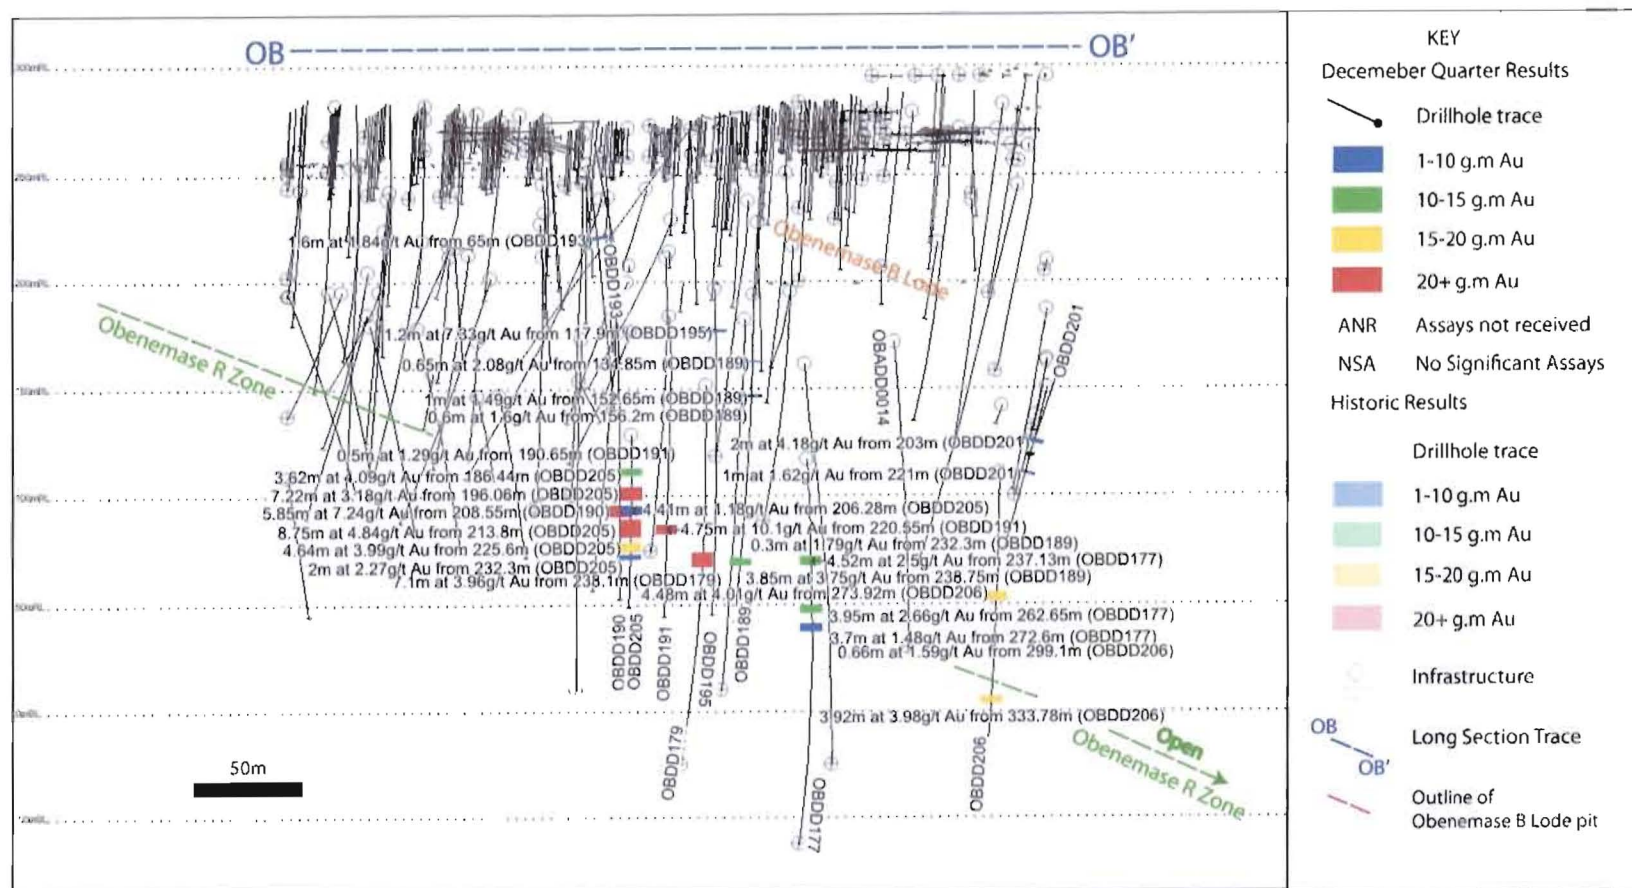 OB
OB'
1.6m at 1.84g/t Au from 65m (OBDD193)
OBDD193
Obenemase B Lode
Obenemase R Zone
1.2m at 7.33g/t Au from 117.9m (OBDD195)
0.65m at 2.08g/t Au from 134.85m (OBDD189)
1m at 1.49g/t Au from 152.65m (OBDD189)
0.6m at 1.6g/t Au from 156.2m (OBDD189)
OBADD0014
OBDD201
2m at 4.18g/t Au from 203m (OBDD201)
0.5m at 1.29g/t Au from 190.65m (OBDD191)
3.62m at 4.09g/t Au from 186.44m (OBDD205)
1m at 1.62g/t Au from 221m (OBDD201)
7.22m at 3.18g/t Au from 196.06m (OBDD205)
5.85m at 7.24g/t Au from 208.55m (OBDD190)
4.41m at 1.18g/t Au from 206.28m (OBDD205)
8.75m at 4.84g/t Au from 213.8m (OBDD205)
4.75m at 10.1g/t Au from 220.55m (OBDD191)
4.64m at 3.99g/t Au from 225.6m (OBDD205)
0.3m at 1.79g/t Au from 232.3m (OBDD189)
4.52m at 2.5g/t Au from 237.13m (OBDD177)
2m at 2.27g/t Au from 232.3m (OBDD205)
7.1m at 3.96g/t Au from 238.1m (OBDD179)
3.85m at 3.75g/t Au from 238.75m (OBDD189)
4.48m at 4.01g/t Au from 273.92m (OBDD206)
3.95m at 2.66g/t Au from 262.65m (OBDD177)
3.7m at 1.48g/t Au from 272.6m (OBDD177)
0.66m at 1.59g/t Au from 299.1m (OBDD206)
OBDD190
OBDD205
OBDD191
OBDD195
OBDD189
3.92m at 3.98g/t Au from 333.78m (OBDD206)
OBDD179
OBDD177
OBDD206
Open
Obenemase R Zone
50m
KEY
Decemeber Quarter Results
Drillhole trace
1-10 g.m Au
10-15 g.m Au
15-20 g.m Au
20+ g.m Au
ANR Assays not received
NSA No Significant Assays
Historic Results
Drillhole trace
1-10 g.m Au
10-15 g.m Au
15-20 g.m Au
20+ g.m Au
Infrastructure
OB
OB'
Long Section Trace
Outline of
Obenemase B Lode pit